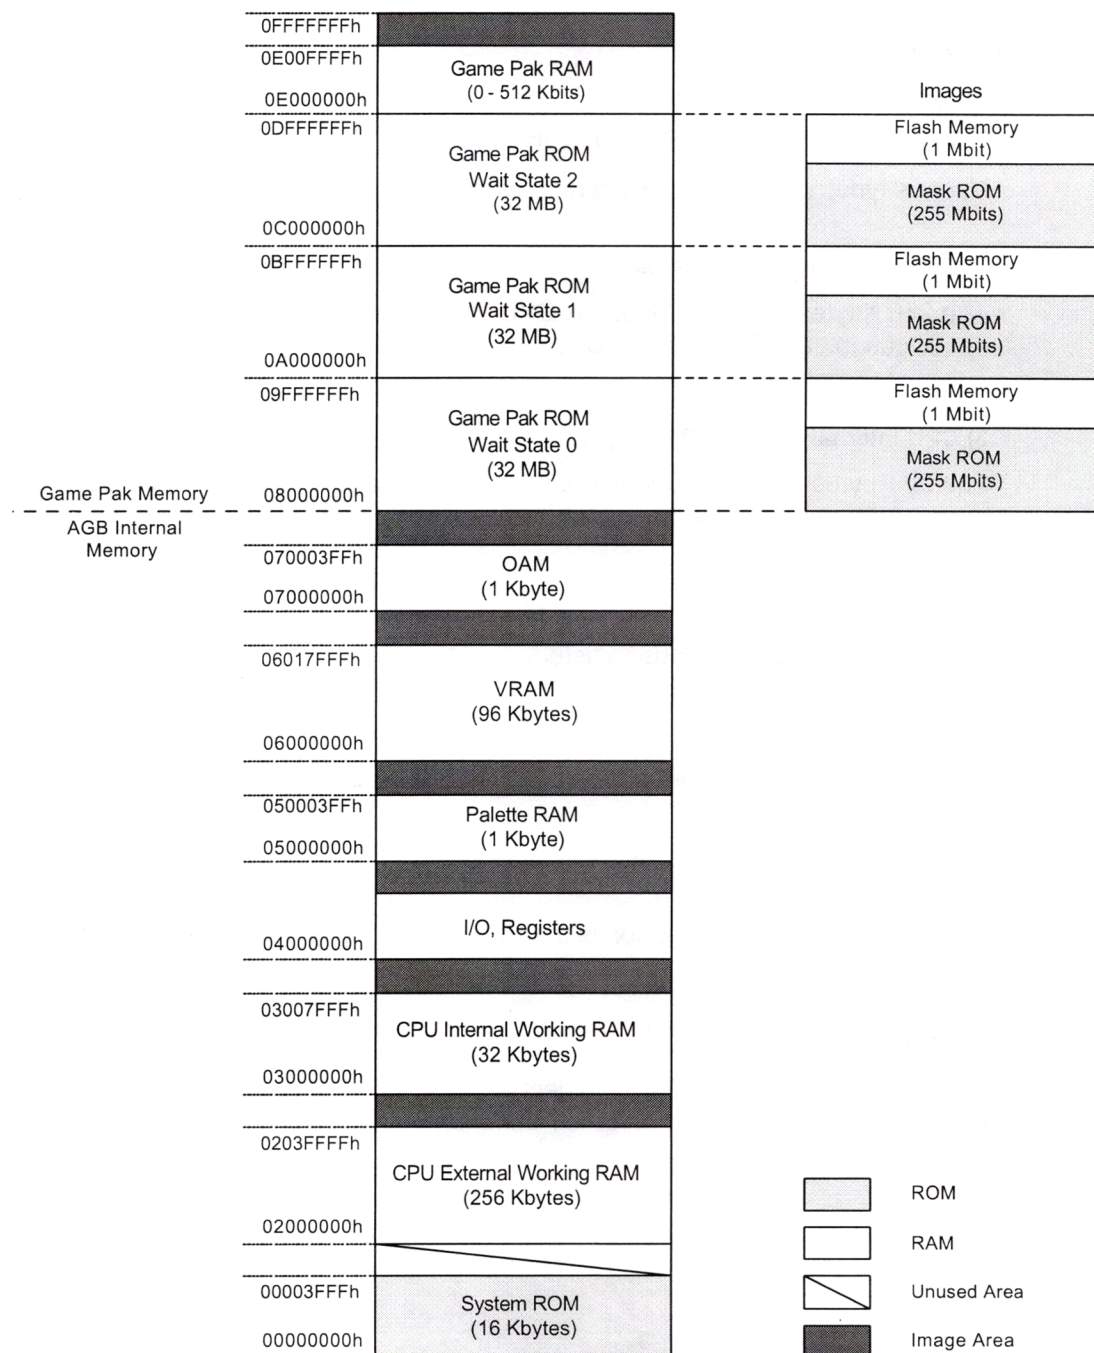 0FFFFFFFh
0E00FFFFh
Game Pak RAM
(0 - 512 Kbits)
0E000000h
Images
0DFFFFFFh
Game Pak ROM
Wait State 2
(32 MB)
0C000000h
Flash Memory
(1 Mbit)
Mask ROM
(255 Mbits)
0BFFFFFFh
Game Pak ROM
Wait State 1
(32 MB)
0A000000h
Flash Memory
(1 Mbit)
Mask ROM
(255 Mbits)
09FFFFFFh
Game Pak ROM
Wait State 0
(32 MB)
08000000h
Flash Memory
(1 Mbit)
Mask ROM
(255 Mbits)
Game Pak Memory
AGB Internal
Memory
070003FFh
OAM
(1 Kbyte)
07000000h
06017FFFh
VRAM
(96 Kbytes)
06000000h
050003FFh
Palette RAM
(1 Kbyte)
05000000h
I/O, Registers
04000000h
03007FFFh
CPU Internal Working RAM
(32 Kbytes)
03000000h
0203FFFFh
CPU External Working RAM
(256 Kbytes)
02000000h
00003FFFh
System ROM
(16 Kbytes)
00000000h
ROM
RAM
Unused Area
Image Area